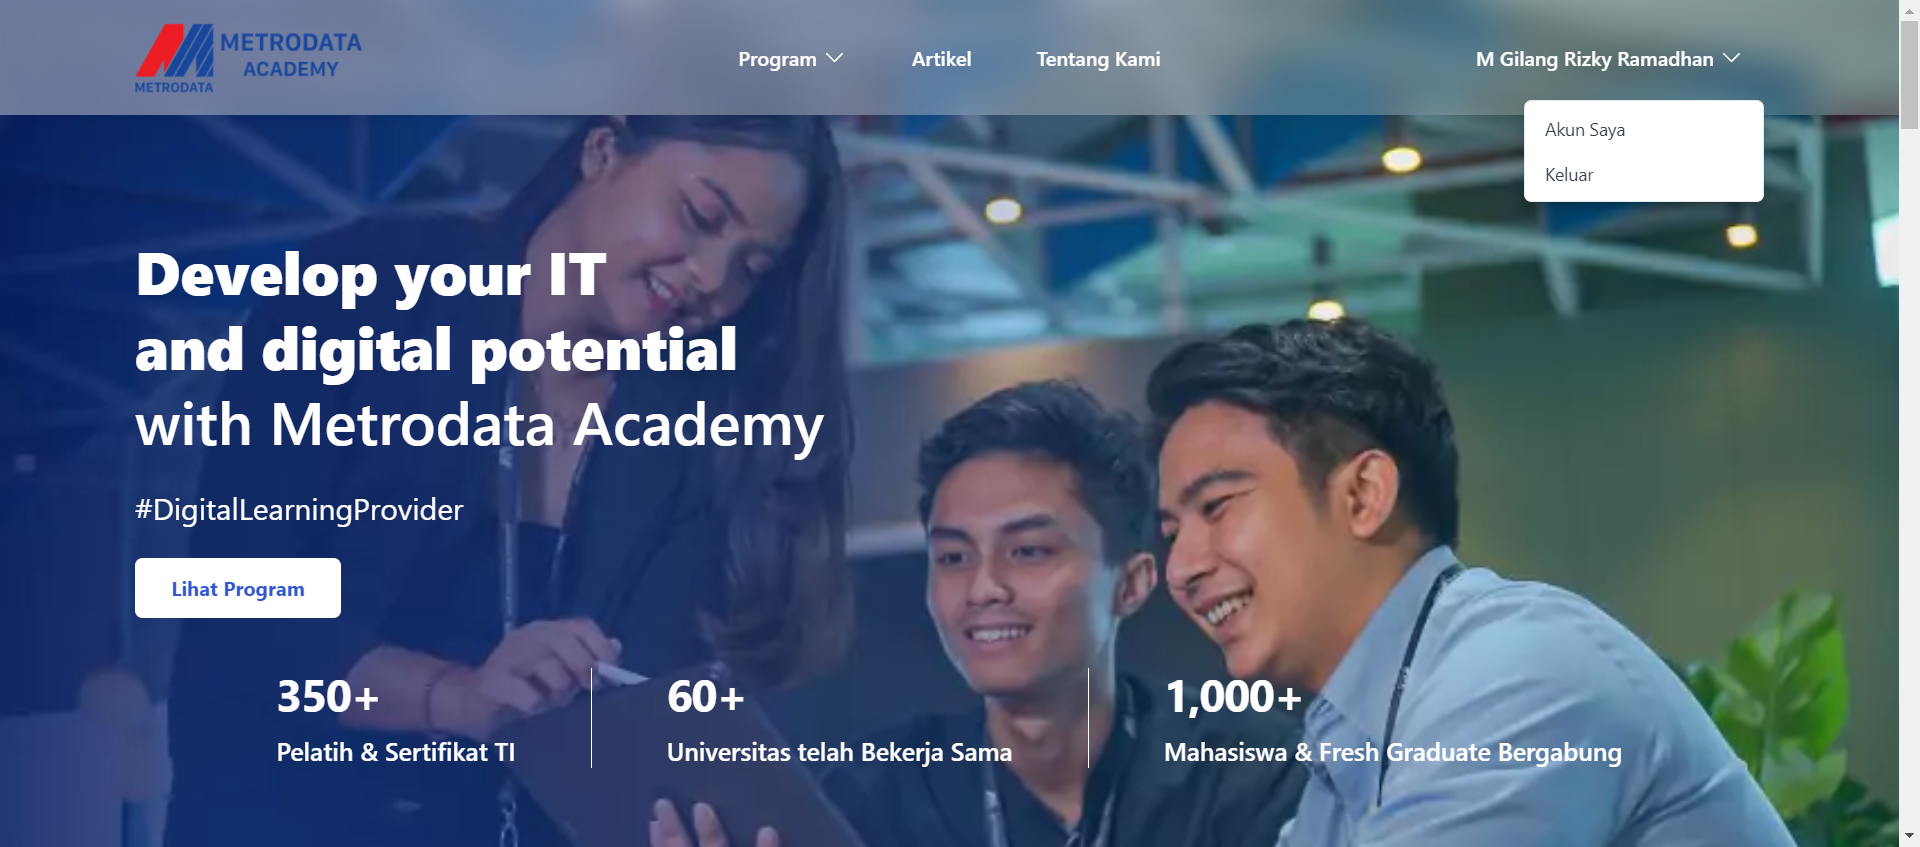 METRODATA
ACADEMY
METRODATA
Program
Artikel
Tentang Kami
M Gilang Rizky Ramadhan
Akun Saya
Keluar
Develop your IT
and digital potential
with Metrodata Academy
#DigitalLearningProvider
Lihat Program
350+
Pelatih & Sertifikat TI
60+
Universitas telah Bekerja Sama
1,000+
Mahasiswa & Fresh Graduate Bergabung